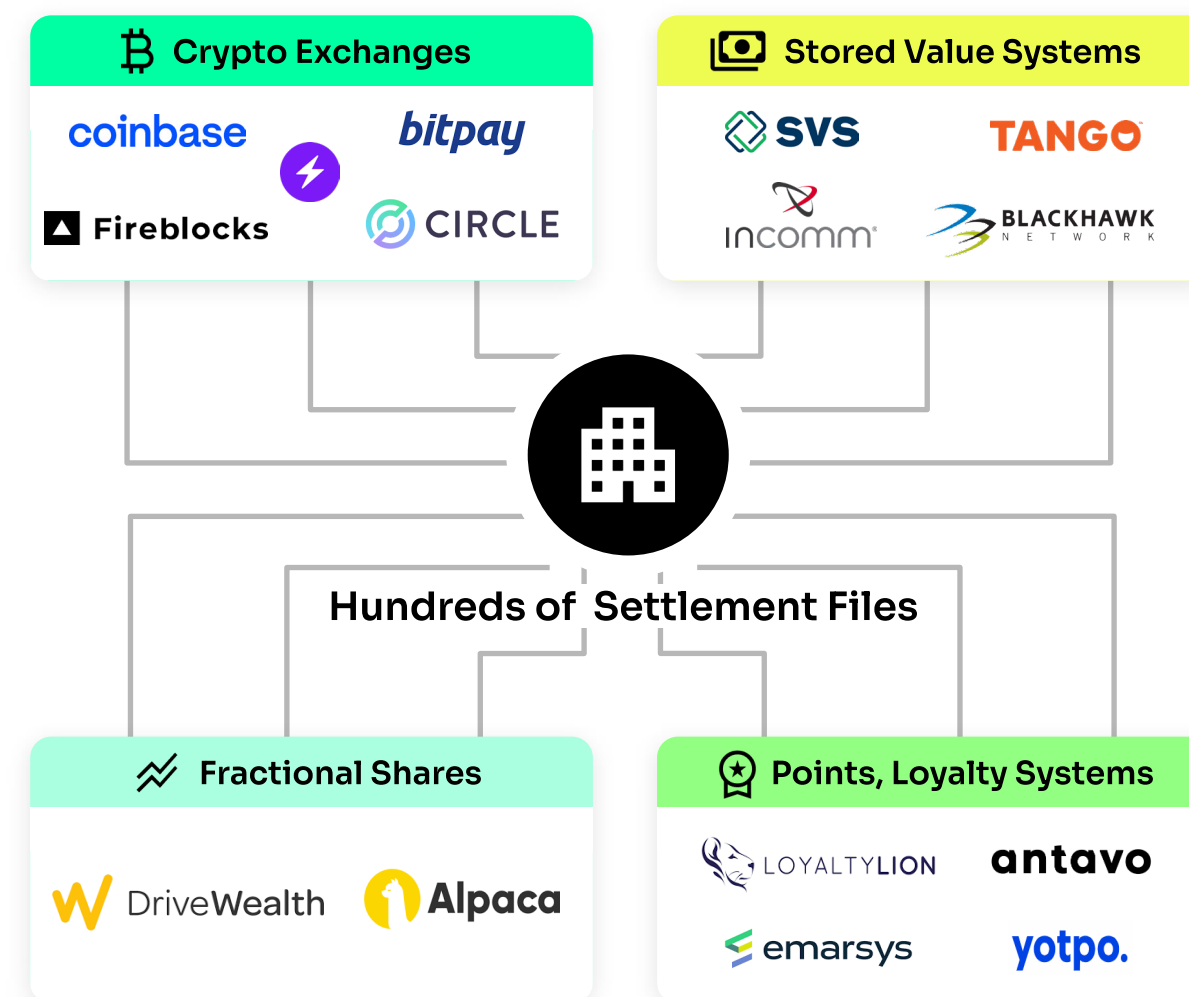 Crypto Exchanges
coinbase
bitpay
Fireblocks
CIRCLE
Stored Value Systems
SVS
TANGO™
incomm®
BLACKHAWK
NETWORK
Hundreds of Settlement Files
Fractional Shares
DriveWealth
Alpaca
Points, Loyalty Systems
LOYALTYLION
antavo
emarsys
yotpo.